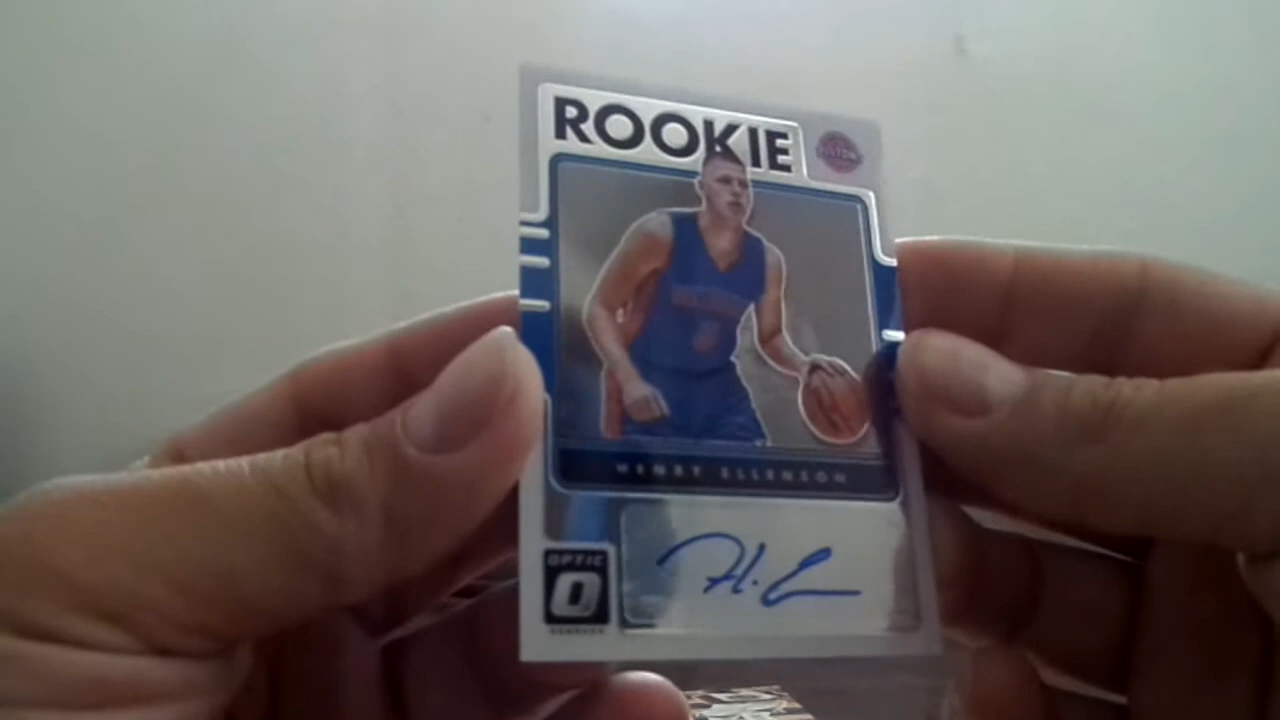 ROOKIE
PISTONS
HENRY ELLENSON
H. E
OPTIC
O
DONRUSS